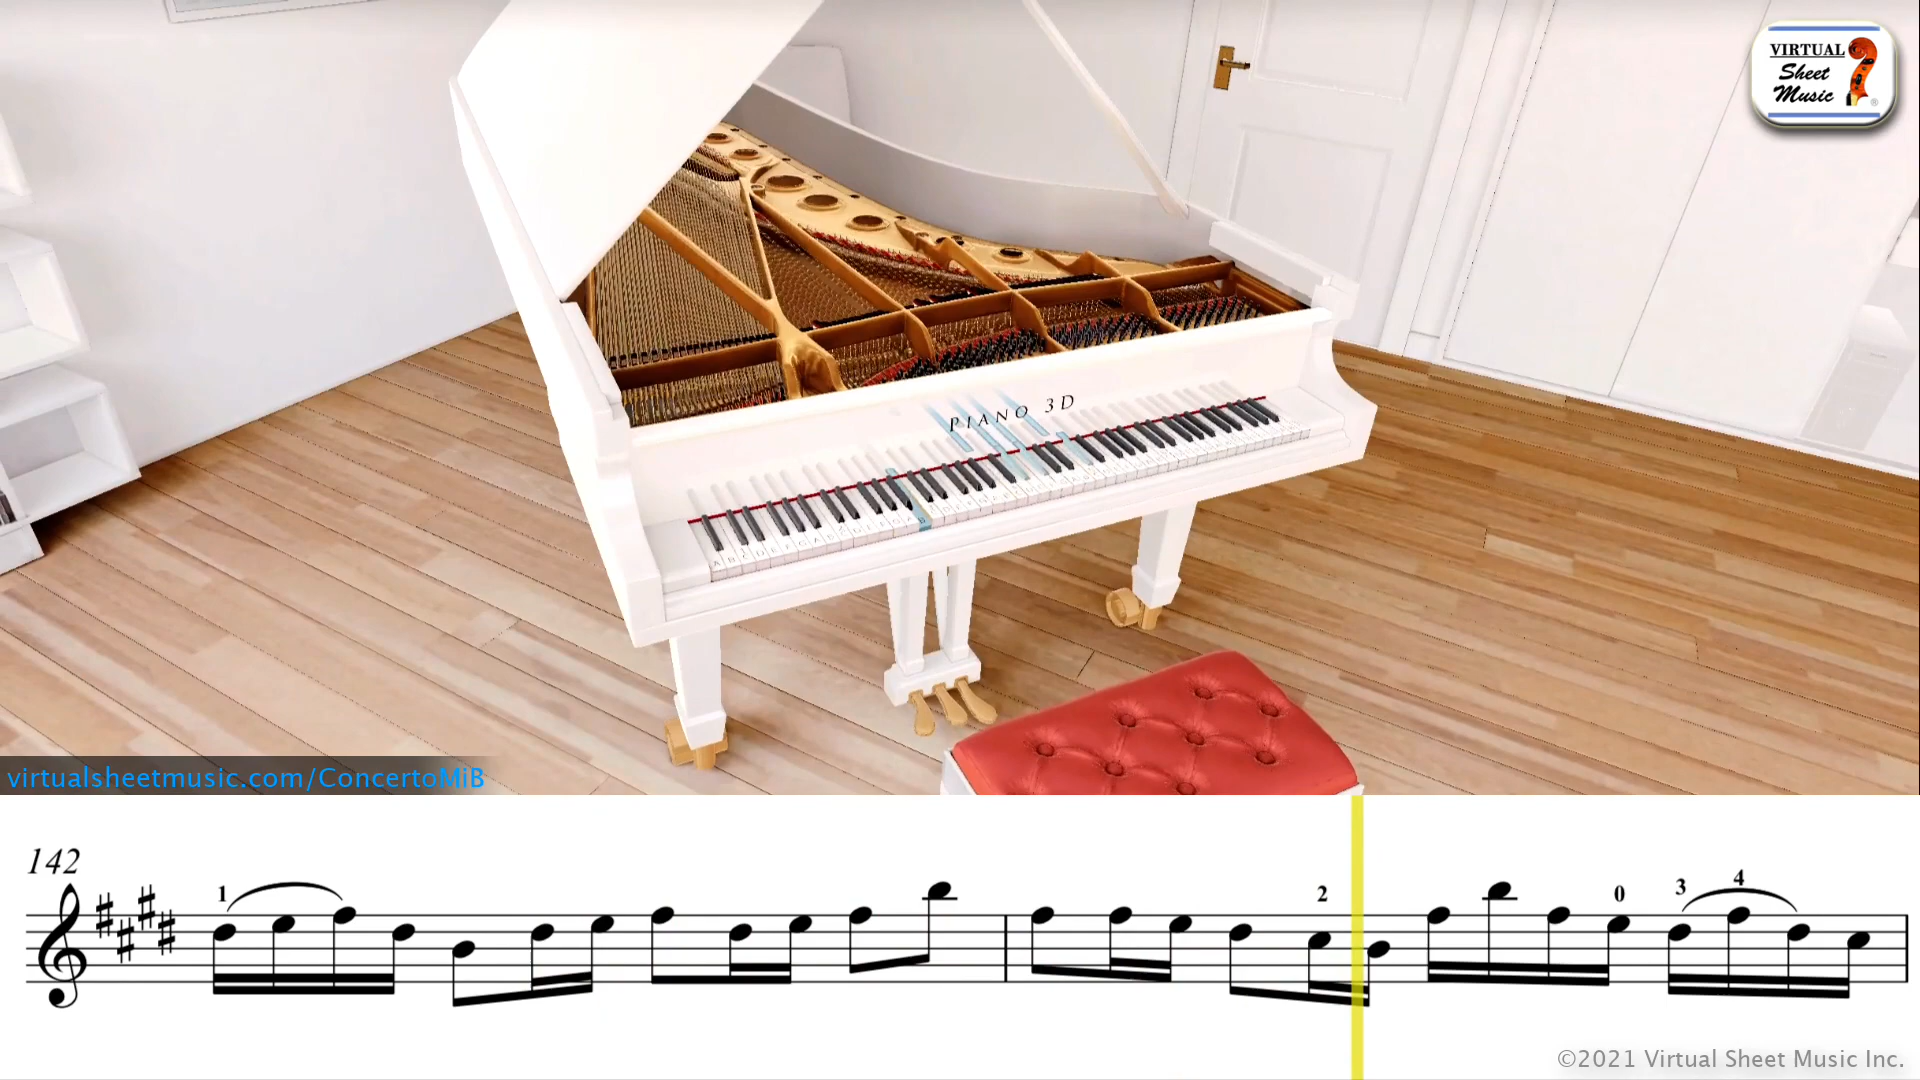 VIRTUAL
Sheet
Music
®
PIANO 3D
virtualsheetmusic.com/ConcertoMiB
142
1
2
0
3
4
©2021 Virtual Sheet Music Inc.